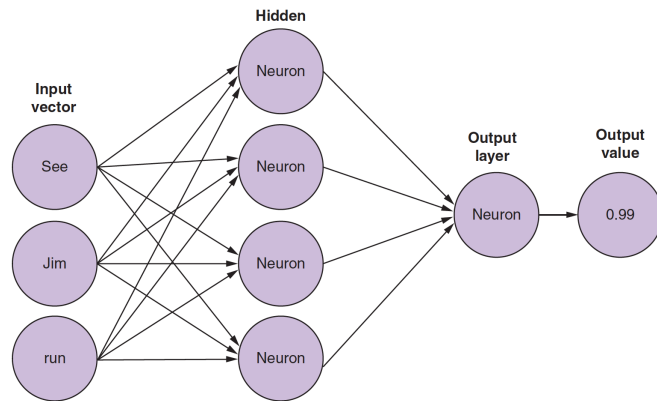 Hidden
Neuron
Input
vector
See
Neuron
Output
layer
Output
value
Neuron
0.99
Jim
Neuron
run
Neuron